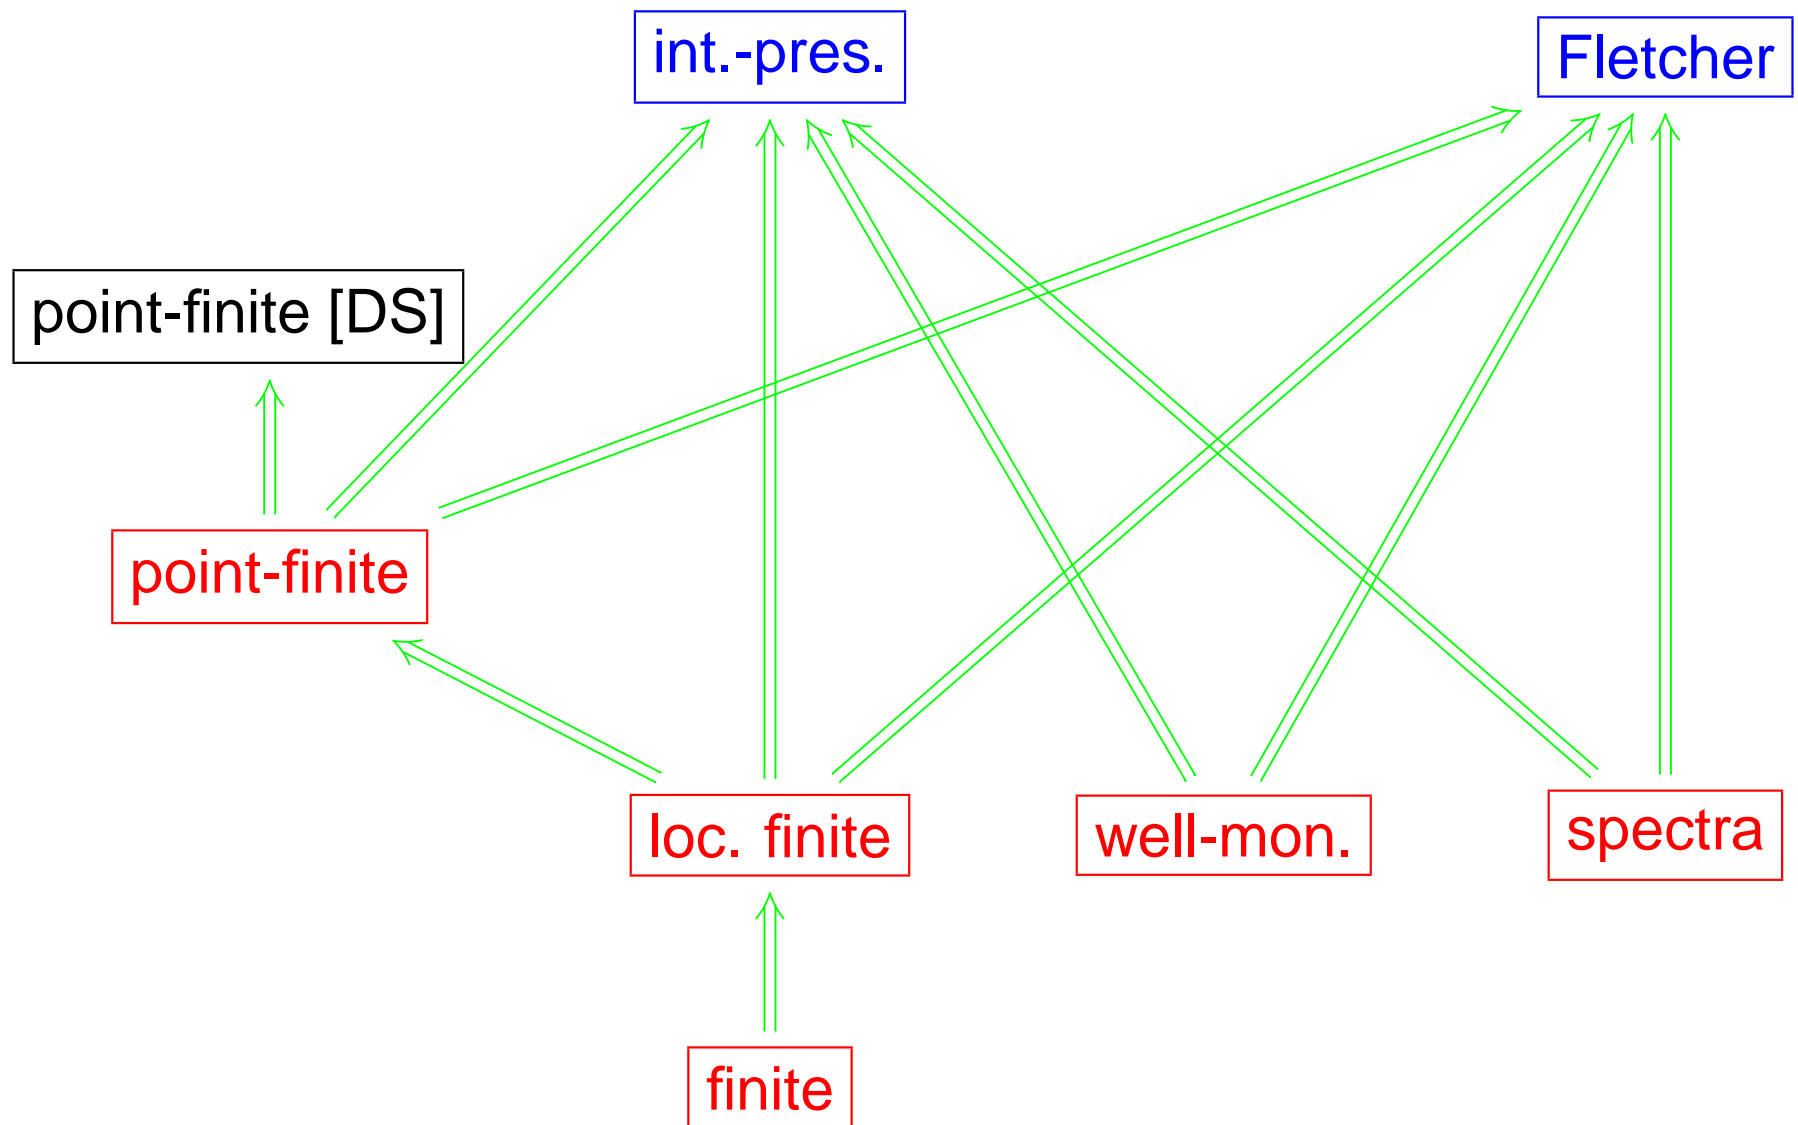 int.-pres.
Fletcher
point-finite [DS]
point-finite
loc. finite
well-mon.
spectra
finite